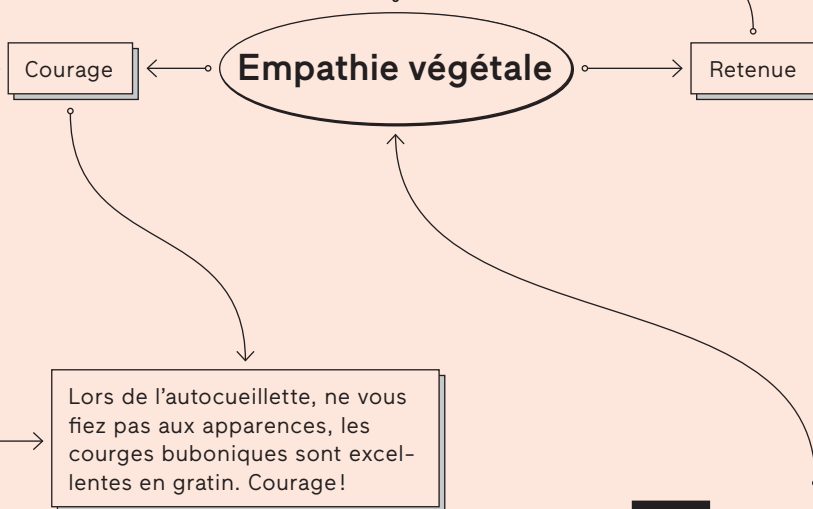 Courage
Empathie végétale
Retenue
Lors de l'autocueillette, ne vous
fiez pas aux apparences, les
courges buboniques sont excel-
lentes en gratin. Courage!